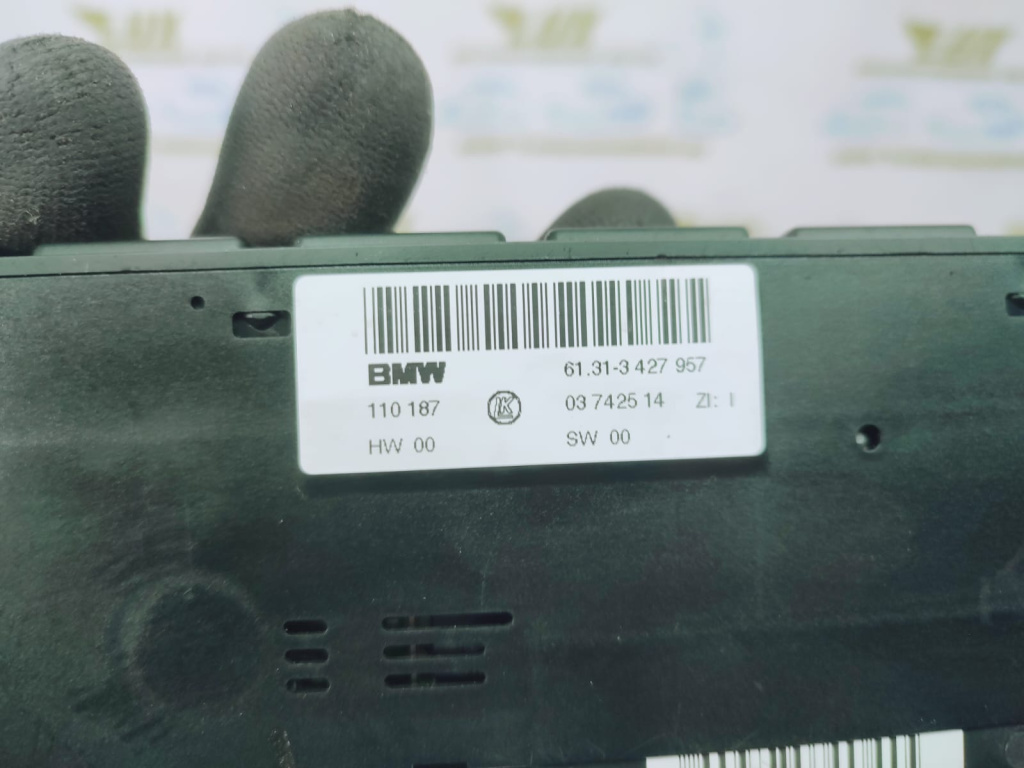 BMW 61.31-3 427 957
110 187 03 7425 14 ZI: I
HW 00 SW 00